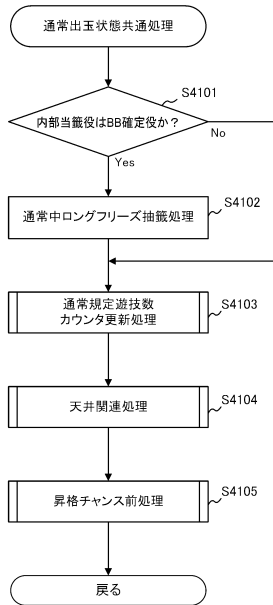 通常出玉状態共通処理
S4101
内部当籤役はBB確定役か？
No
Yes
S4102
通常中ロングフリーズ抽籤処理
S4103
通常規定遊技数
カウンタ更新処理
S4104
天井関連処理
S4105
昇格チャンス前処理
戻る